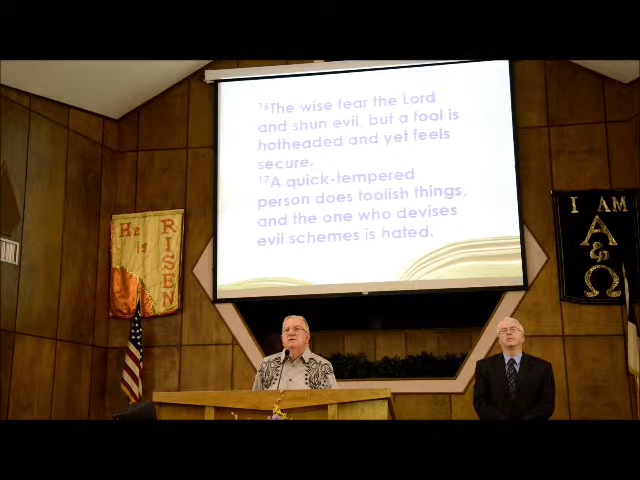 ¹⁶The wise fear the Lord
and shun evil, but a fool is
hotheaded and yet feels
secure.
¹⁷A quick-tempered
person does foolish things,
and the one who devises
evil schemes is hated.
He
is
RISEN
I AM
Α
&
Ω